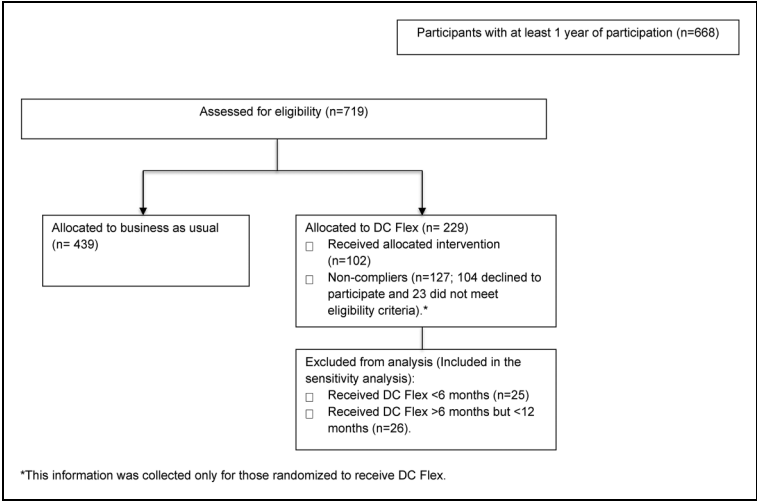 Participants with at least 1 year of participation (n=668)
Assessed for eligibility (n=719)
Allocated to business as usual
(n= 439)
Allocated to DC Flex (n= 229)
□ Received allocated intervention
(n=102)
□ Non-compliers (n=127; 104 declined to
participate and 23 did not meet
eligibility criteria).*
Excluded from analysis (Included in the
sensitivity analysis):
□ Received DC Flex <6 months (n=25)
□ Received DC Flex >6 months but <12
months (n=26).
*This information was collected only for those randomized to receive DC Flex.